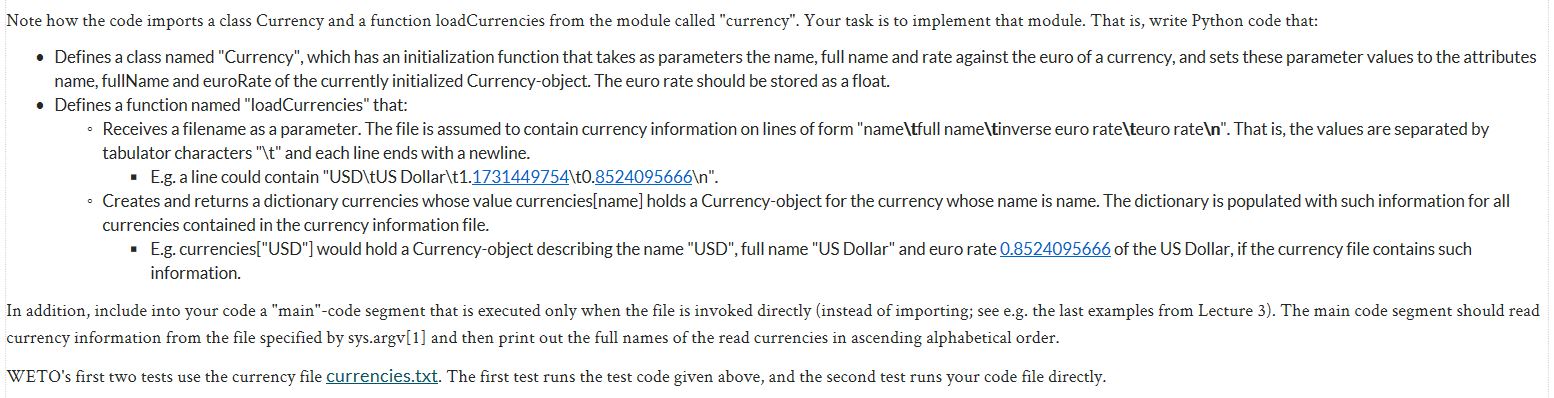 Note how the code imports a class Currency and a function loadCurrencies from the module called "currency". Your task is to implement that module. That is, write Python code that:
• Defines a class named "Currency", which has an initialization function that takes as parameters the name, full name and rate against the euro of a currency, and sets these parameter values to the attributes
name, fullName and euroRate of the currently initialized Currency-object. The euro rate should be stored as a float.
• Defines a function named "loadCurrencies" that:
◦ Receives a filename as a parameter. The file is assumed to contain currency information on lines of form "name\tfull name\tinverse euro rate\teuro rate\n". That is, the values are separated by
tabulator characters "\t" and each line ends with a newline.
▪ E.g. a line could contain "USD\tUS Dollar\t1.1731449754\t0.8524095666\n".
◦ Creates and returns a dictionary currencies whose value currencies[name] holds a Currency-object for the currency whose name is name. The dictionary is populated with such information for all
currencies contained in the currency information file.
▪ E.g. currencies["USD"] would hold a Currency-object describing the name "USD", full name "US Dollar" and euro rate 0.8524095666 of the US Dollar, if the currency file contains such
information.
In addition, include into your code a "main"-code segment that is executed only when the file is invoked directly (instead of importing; see e.g. the last examples from Lecture 3). The main code segment should read
currency information from the file specified by sys.argv[1] and then print out the full names of the read currencies in ascending alphabetical order.
WETO's first two tests use the currency file currencies.txt. The first test runs the test code given above, and the second test runs your code file directly.